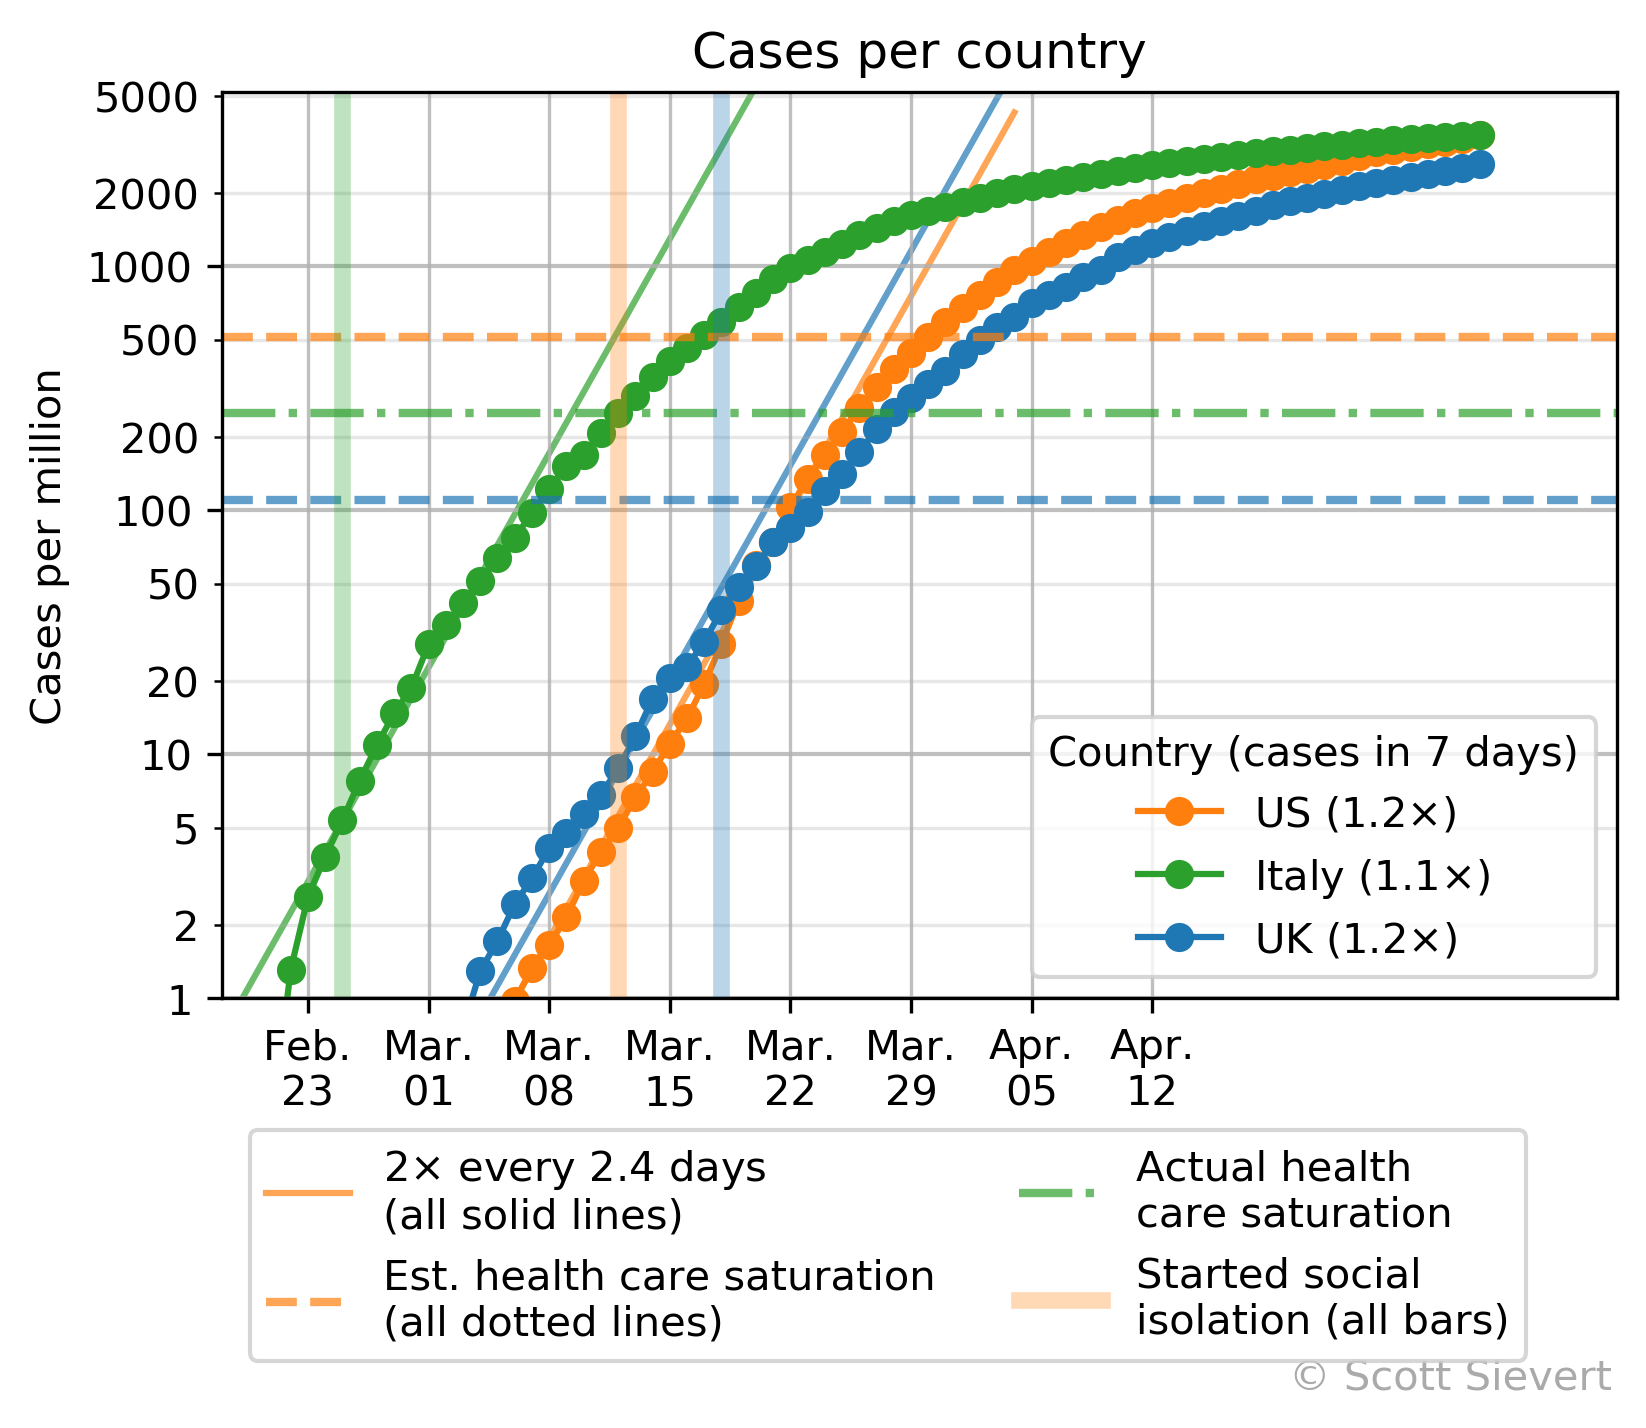 Cases per country
5000
2000
1000
500
200
100
50
20
10
5
2
1
Cases per million
Country (cases in 7 days)
US (1.2×)
Italy (1.1×)
UK (1.2×)
Feb.
23
Mar.
01
Mar.
08
Mar.
15
Mar.
22
Mar.
29
Apr.
05
Apr.
12
2× every 2.4 days
(all solid lines)
Est. health care saturation
(all dotted lines)
Actual health
care saturation
Started social
isolation (all bars)
© Scott Sievert